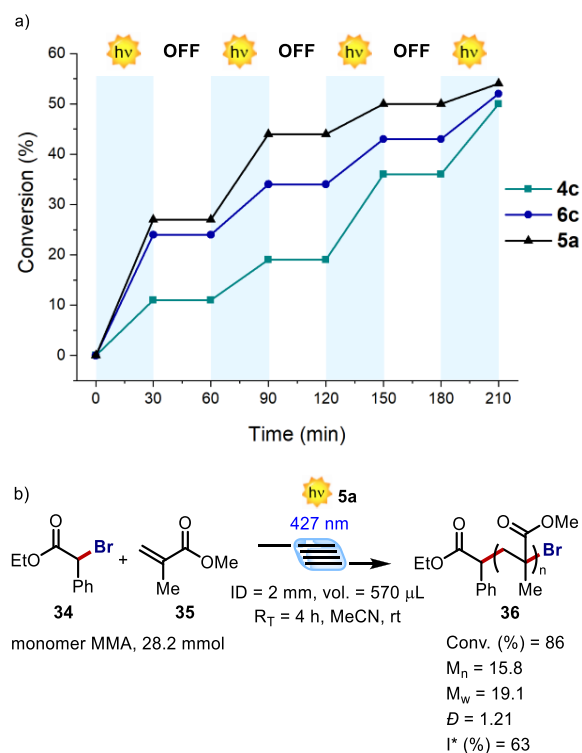 a)
hν OFF hν OFF hν OFF hν
60
50
40
30
20
10
0
Conversion (%)
4c
6c
5a
0 30 60 90 120 150 180 210
Time (min)
b)
hν 5a
427 nm
ID = 2 mm, vol. = 570 μL
R_T = 4 h, MeCN, rt
O
EtO Br
Ph
34
+
O
OMe
Me
35
monomer MMA, 28.2 mmol
OMe
O O
EtO Br
Ph Me n
36
Conv. (%) = 86
M_n = 15.8
M_w = 19.1
Đ = 1.21
I* (%) = 63